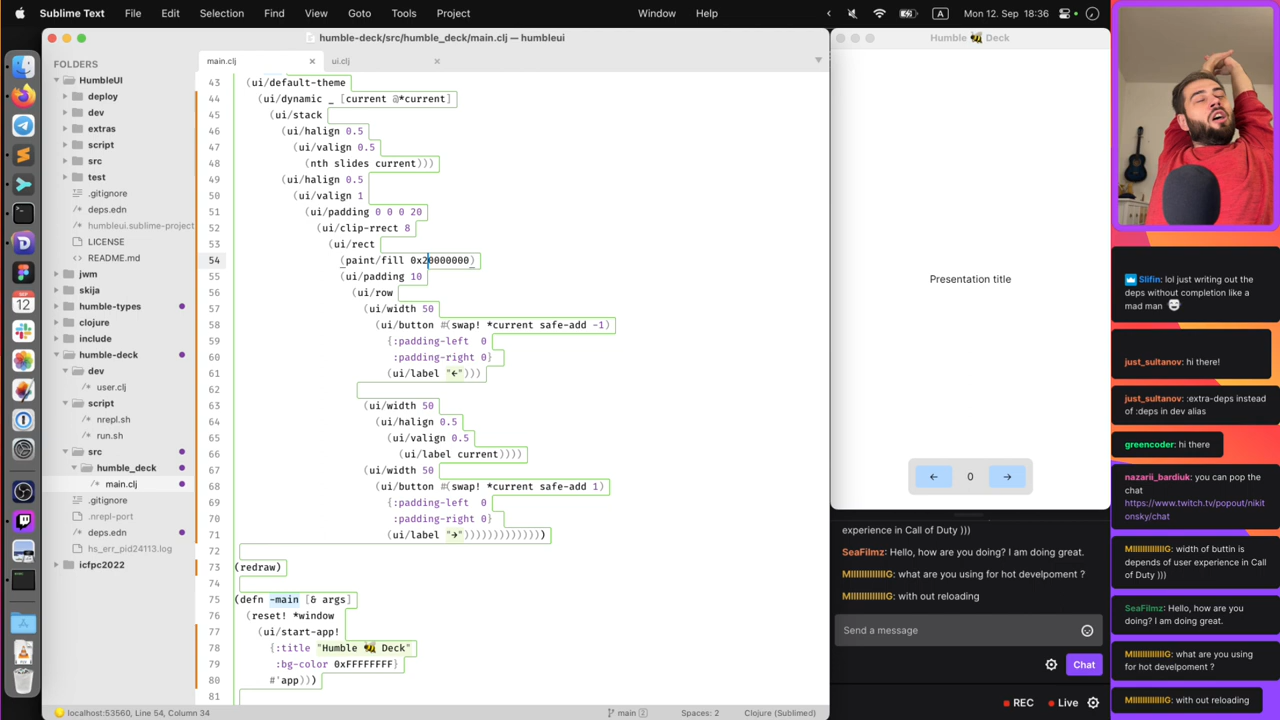 Sublime Text File Edit Selection Find View Goto Tools Project Window Help
A Mon 12. Sep 18:36
humble-deck/src/humble_deck/main.clj — humbleui
main.clj ×
ui.clj ×
FOLDERS
HumbleUI
deploy
dev
extras
script
src
test
.gitignore
deps.edn
humbleui.sublime-project
LICENSE
README.md
jwm
skija
humble-types
clojure
include
humble-deck
dev
user.clj
script
nrepl.sh
run.sh
src
humble_deck
main.clj
.gitignore
.nrepl-port
deps.edn
hs_err_pid24113.log
icfpc2022
SEP
12
43 (ui/default-theme
44 (ui/dynamic _ [current @*current]
45 (ui/stack
46 (ui/halign 0.5
47 (ui/valign 0.5
48 (nth slides current)))
49 (ui/halign 0.5
50 (ui/valign 1
51 (ui/padding 0 0 0 20
52 (ui/clip-rrect 8
53 (ui/rect
54 (paint/fill 0x20000000)
55 (ui/padding 10
56 (ui/row
57 (ui/width 50
58 (ui/button #(swap! *current safe-add -1)
59 {:padding-left 0
60 :padding-right 0}
61 (ui/label "←")))
62
63 (ui/width 50
64 (ui/halign 0.5
65 (ui/valign 0.5
66 (ui/label current))))
67 (ui/width 50
68 (ui/button #(swap! *current safe-add 1)
69 {:padding-left 0
70 :padding-right 0}
71 (ui/label "→"))))))))))))))
72
73 (redraw)
74
75 (defn -main [& args]
76 (reset! *window
77 (ui/start-app!
78 {:title "Humble 🐝 Deck"
79 :bg-color 0xFFFFFFFF}
80 #'app)))
81
localhost:53560, Line 54, Column 34
main 2
Spaces: 2
Clojure (Sublimed)
Humble 🐝 Deck
Presentation title
← 0 →
experience in Call of Duty )))
SeaFilmz: Hello, how are you doing? I am doing great.
MIIIIIIIIIIIG: what are you using for hot develpoment ?
MIIIIIIIIIIIG: with out reloading
Send a message
Chat
REC
Live
Slifin: lol just writing out the
deps without completion like a
mad man
just_sultanov: hi there!
just_sultanov: :extra-deps instead
of :deps in dev alias
greencoder: hi there
nazarii_bardiuk: you can pop the
chat
https://www.twitch.tv/popout/nikit
onsky/chat
MIIIIIIIIIIIG: width of buttin is
depends of user experience in Call
of Duty )))
SeaFilmz: Hello, how are you
doing? I am doing great.
MIIIIIIIIIIIG: what are you using
for hot develpoment ?
MIIIIIIIIIIIG: with out reloading